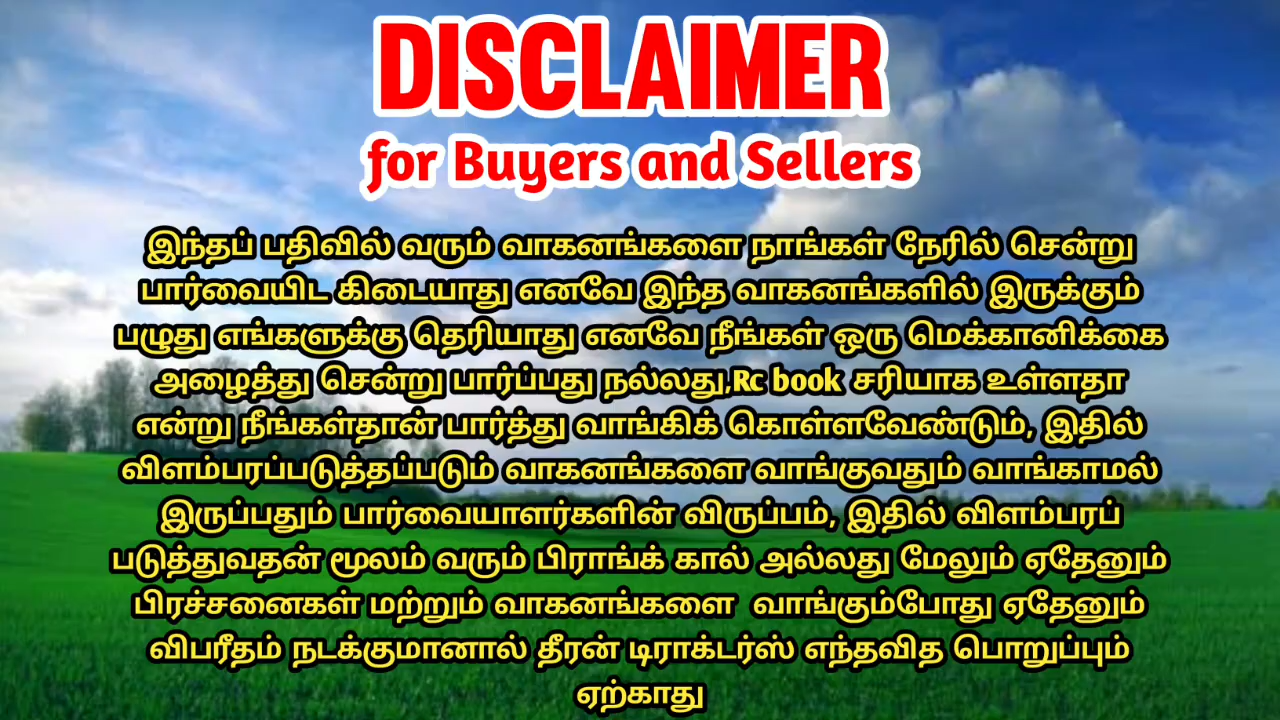 DISCLAIMER
for Buyers and Sellers
இந்தப் பதிவில் வரும் வாகனங்களை நாங்கள் நேரில் சென்று
பார்வையிட கிடையாது எனவே இந்த வாகனங்களில் இருக்கும்
பழுது எங்களுக்கு தெரியாது எனவே நீங்கள் ஒரு மெக்கானிக்கை
அழைத்து சென்று பார்ப்பது நல்லது,Rc book சரியாக உள்ளதா
என்று நீங்கள்தான் பார்த்து வாங்கிக் கொள்ளவேண்டும், இதில்
விளம்பரப்படுத்தப்படும் வாகனங்களை வாங்குவதும் வாங்காமல்
இருப்பதும் பார்வையாளர்களின் விருப்பம், இதில் விளம்பரப்
படுத்துவதன் மூலம் வரும் பிராங்க் கால் அல்லது மேலும் ஏதேனும்
பிரச்சனைகள் மற்றும் வாகனங்களை வாங்கும்போது ஏதேனும்
விபரீதம் நடக்குமானால் தீரன் டிராக்டர்ஸ் எந்தவித பொறுப்பும்
ஏற்காது